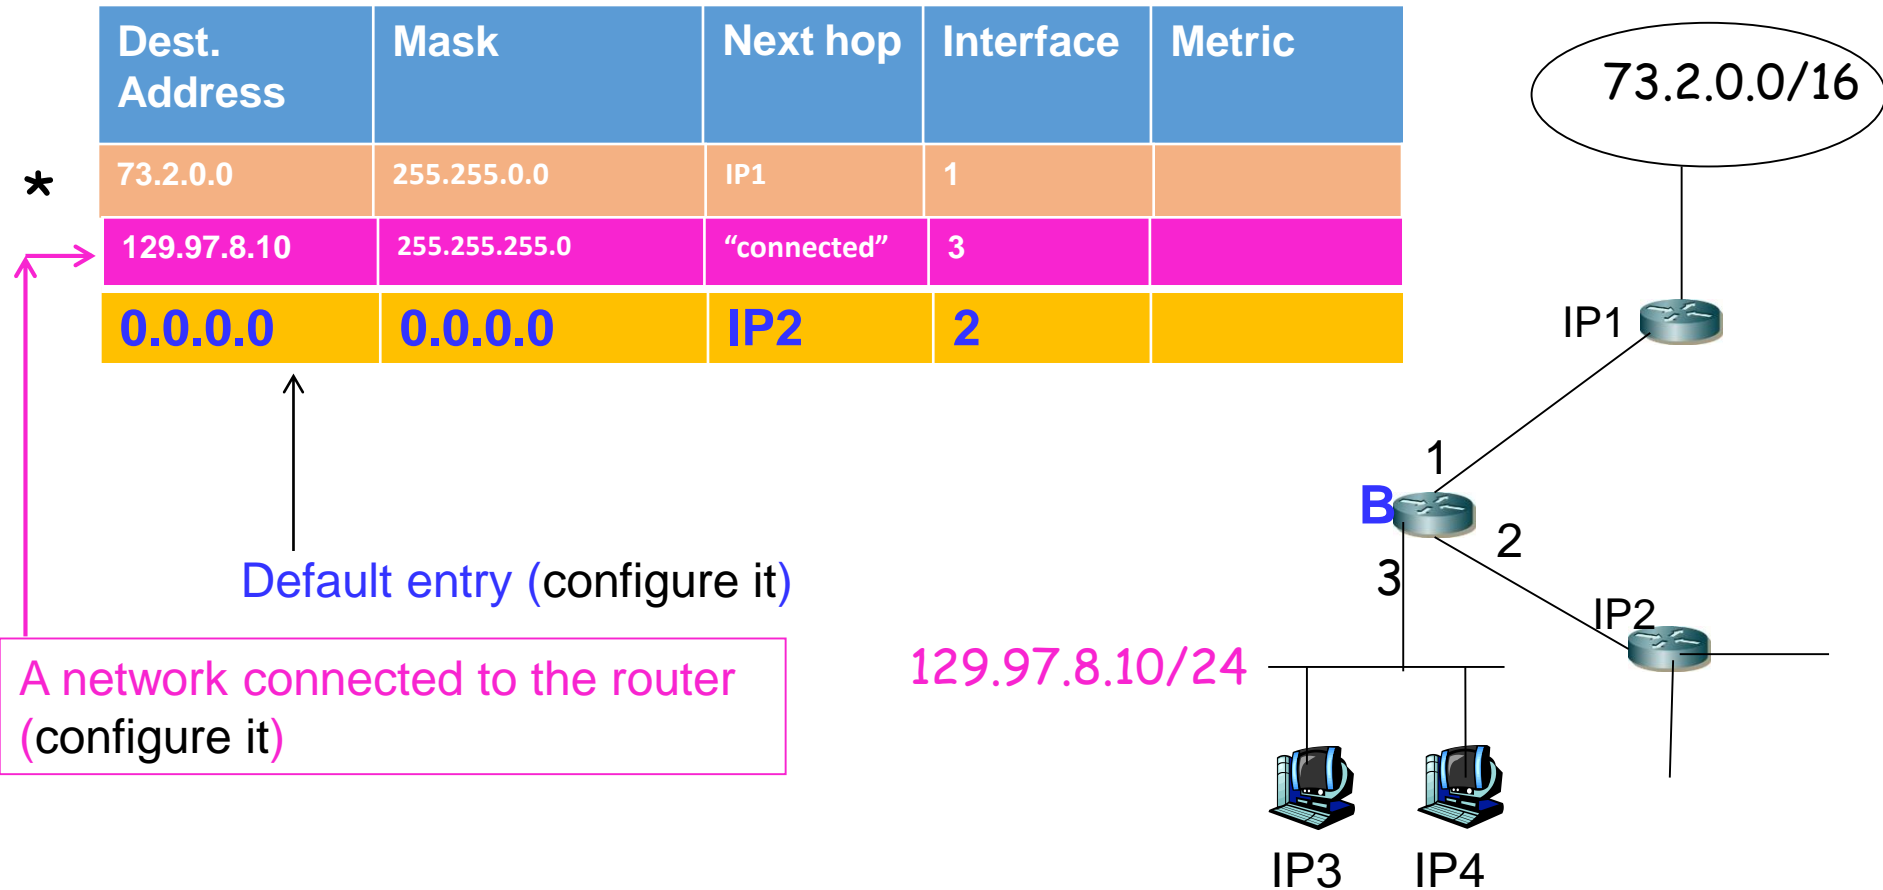 Dest. Address Mask Next hop Interface Metric
* 73.2.0.0 255.255.0.0 IP1 1
129.97.8.10 255.255.255.0 “connected” 3
0.0.0.0 0.0.0.0 IP2 2
Default entry (configure it)
A network connected to the router
(configure it)
73.2.0.0/16
IP1
1
B
2
3
IP2
129.97.8.10/24
IP3 IP4